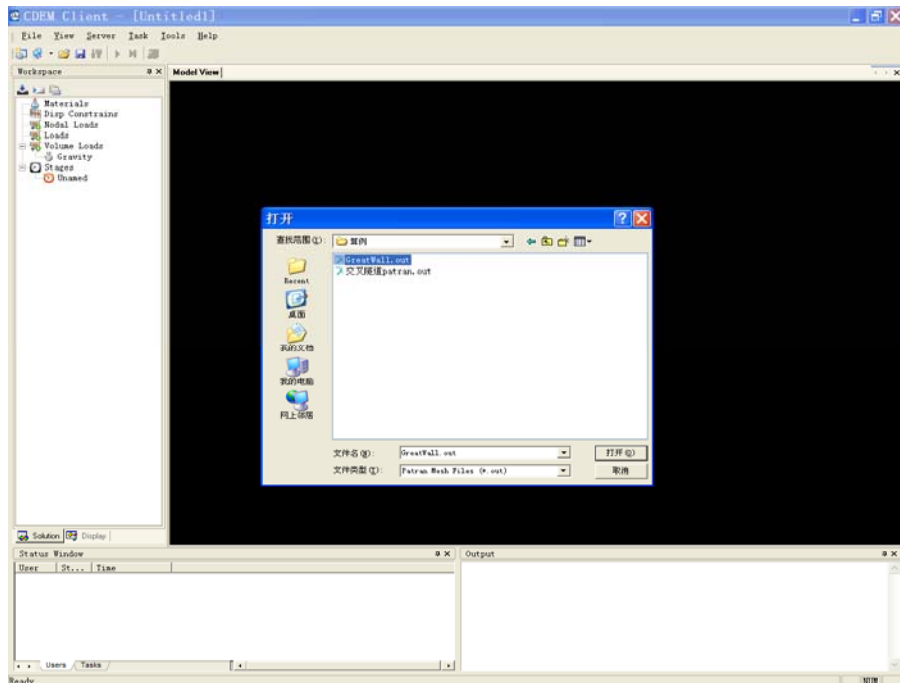 CDEM Client - [Untitled1]
File View Server Task Tools Help
Workspace
Model View
Materials
Disp Constrains
Nodal Loads
Loads
Volume Loads
Gravity
Stages
Unamed
打开
查找范围(I): 算例
GreatWall.out
交叉隧道patran.out
Recent
桌面
我的文档
我的电脑
网上邻居
文件名(N): GreatWall.out 打开(O)
文件类型(T): Patran Mesh Files (*.out) 取消
Solution Display
Status Window Output
User St... Time
Users Tasks
Ready NUM